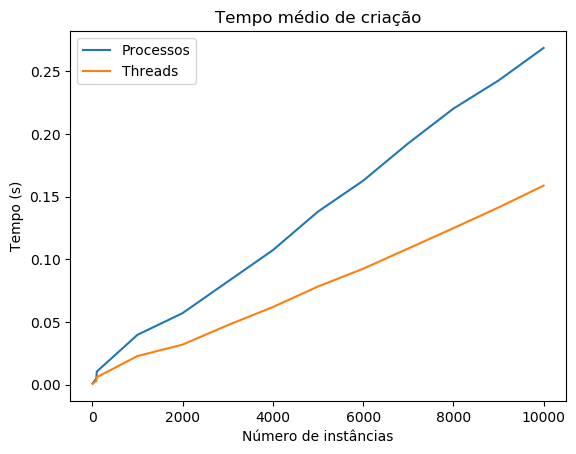 Tempo médio de criação
Processos
Threads
0.25
0.20
0.15
0.10
0.05
0.00
Tempo (s)
0
2000
4000
6000
8000
10000
Número de instâncias